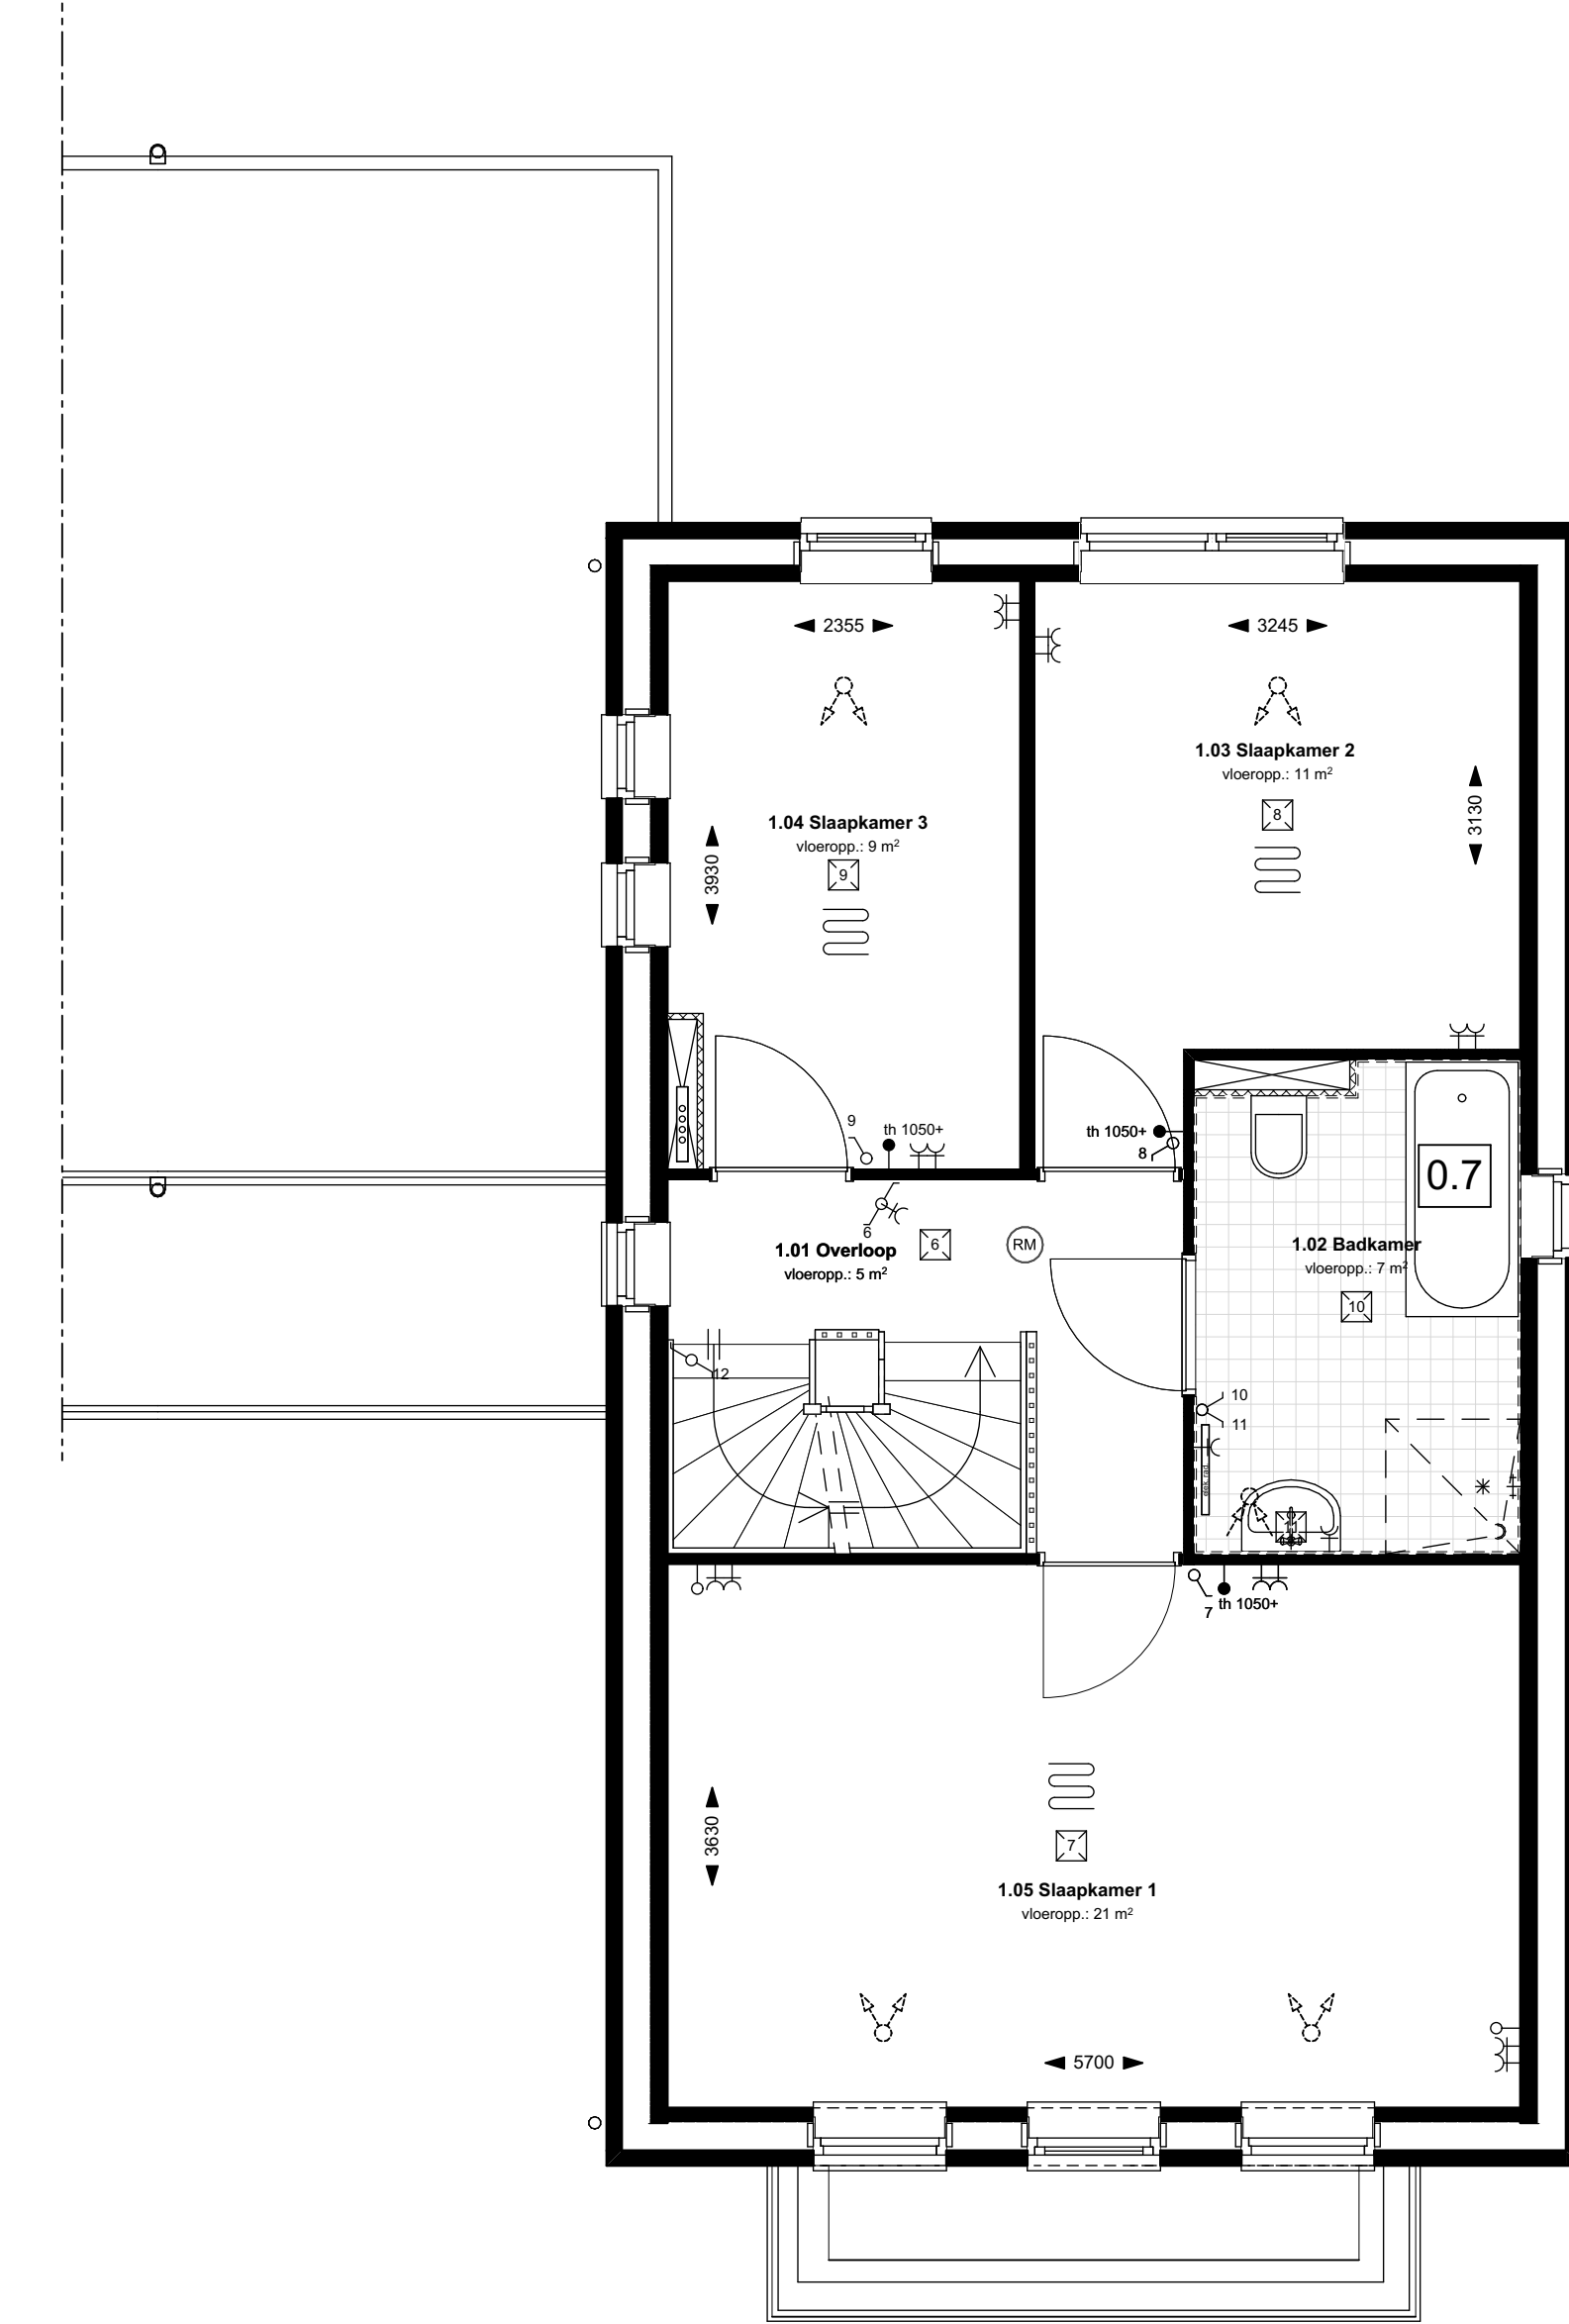 2355
3245
1.03 Slaapkamer 2
vloeropp.: 11 m²
8
3130
1.04 Slaapkamer 3
vloeropp.: 9 m²
9
3930
9
th 1050+
th 1050+
8
0.7
6
6
RM
1.01 Overloop
vloeropp.: 5 m²
1.02 Badkamer
vloeropp.: 7 m²
10
12
10
11
elek.rad.
7
th 1050+
3630
7
1.05 Slaapkamer 1
vloeropp.: 21 m²
5700